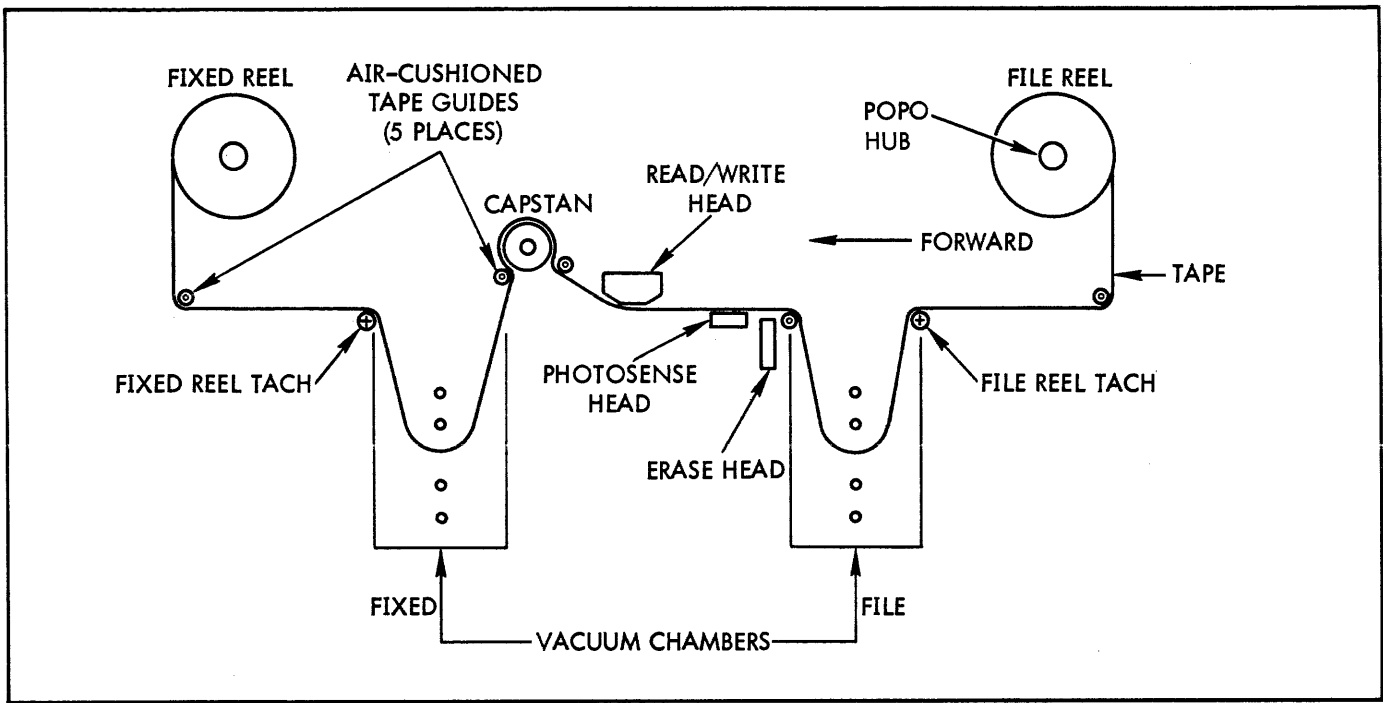 FIXED REEL
AIR-CUSHIONED
TAPE GUIDES
(5 PLACES)
FILE REEL
POPO
HUB
READ/WRITE
HEAD
CAPSTAN
FORWARD
TAPE
FIXED REEL TACH
PHOTOSENSE
HEAD
FILE REEL TACH
ERASE HEAD
FIXED
FILE
VACUUM CHAMBERS